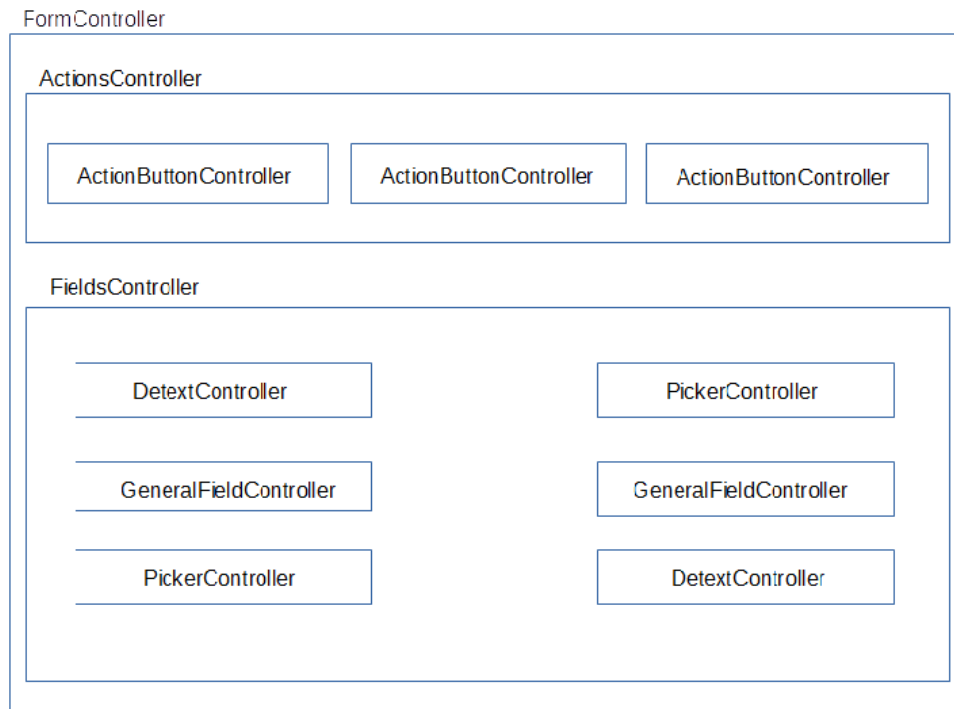 FormController
ActionsController
ActionButtonController ActionButtonController ActionButtonController
FieldsController
DetextController PickerController
GeneralFieldController GeneralFieldController
PickerController DetextController